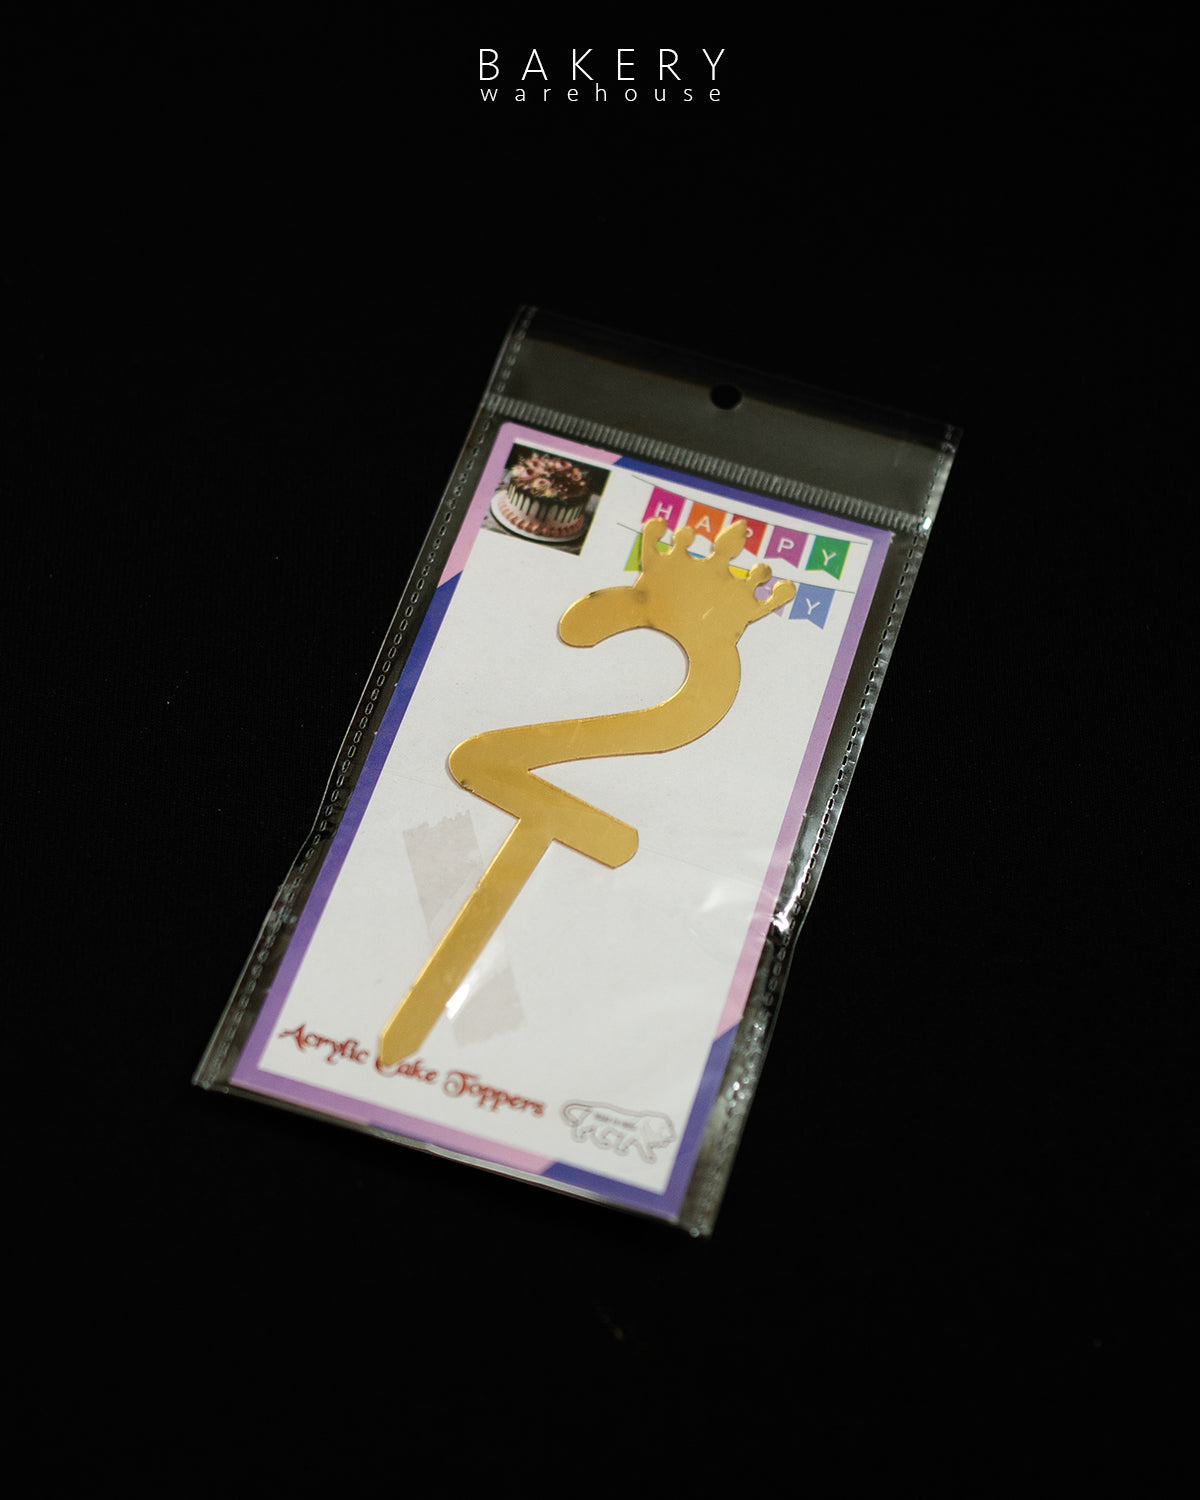 BAKERY
warehouse
HAPPY
Y
Acrylic Cake Toppers